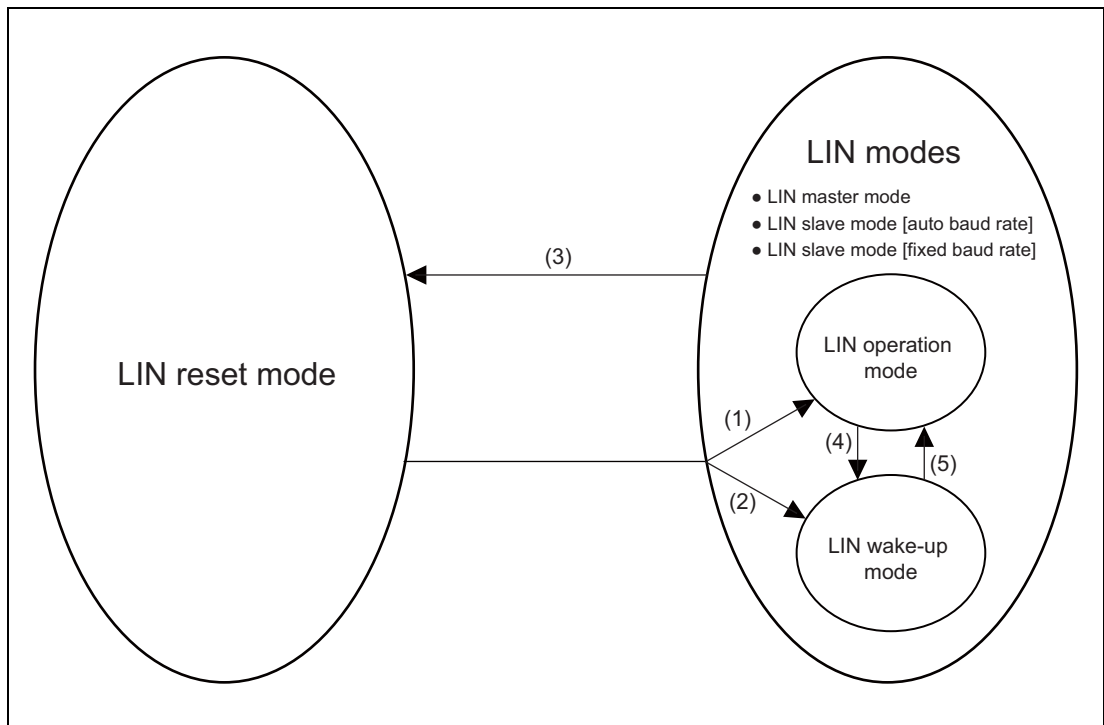 LIN reset mode
(3)
LIN modes
● LIN master mode
● LIN slave mode [auto baud rate]
● LIN slave mode [fixed baud rate]
LIN operation
mode
(1)
(2)
(4)
(5)
LIN wake-up
mode